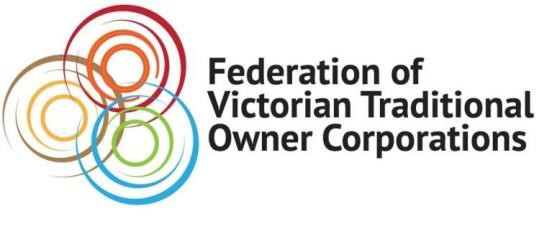 Federation of
Victorian Traditional
Owner Corporations